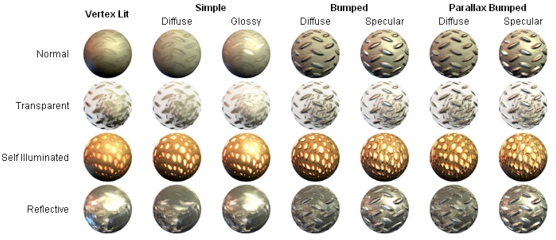 Vertex Lit Simple Bumped Parallax Bumped
Diffuse Glossy Diffuse Specular Diffuse Specular
Normal
Transparent
Self Illuminated
Reflective